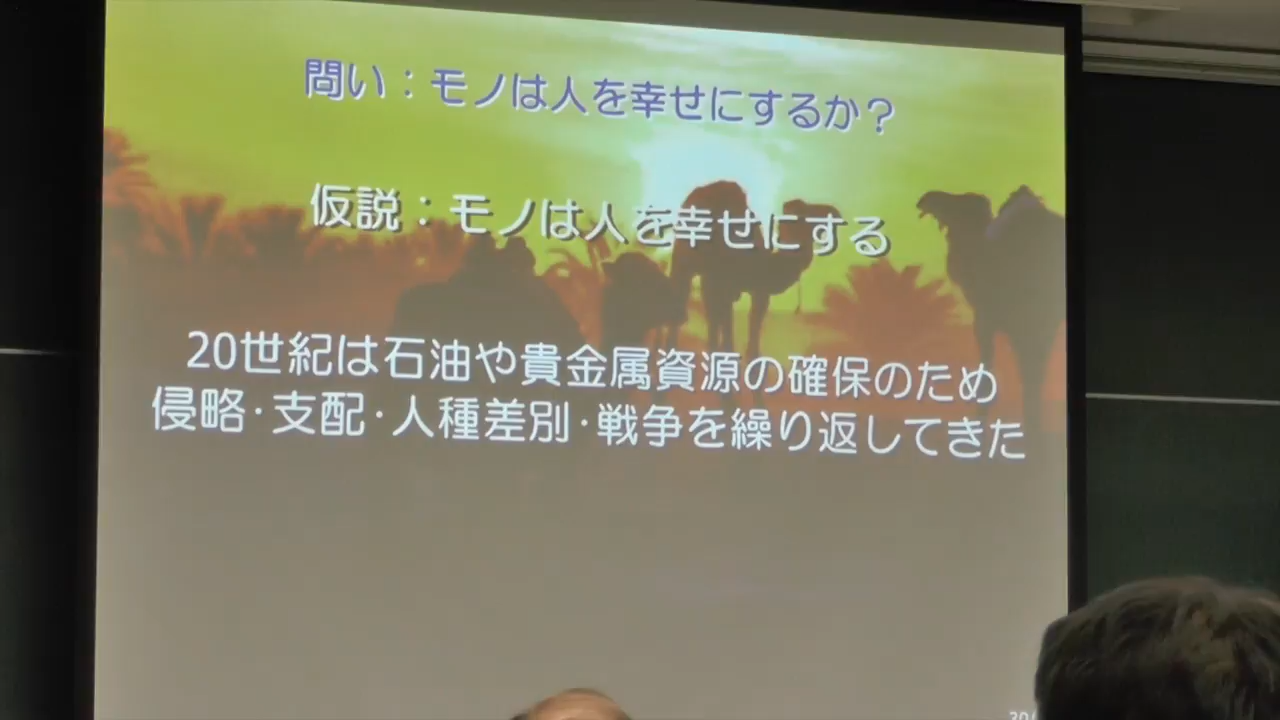 問い：モノは人を幸せにするか？
仮説：モノは人を幸せにする
20世紀は石油や貴金属資源の確保のため
侵略･支配･人種差別･戦争を繰り返してきた